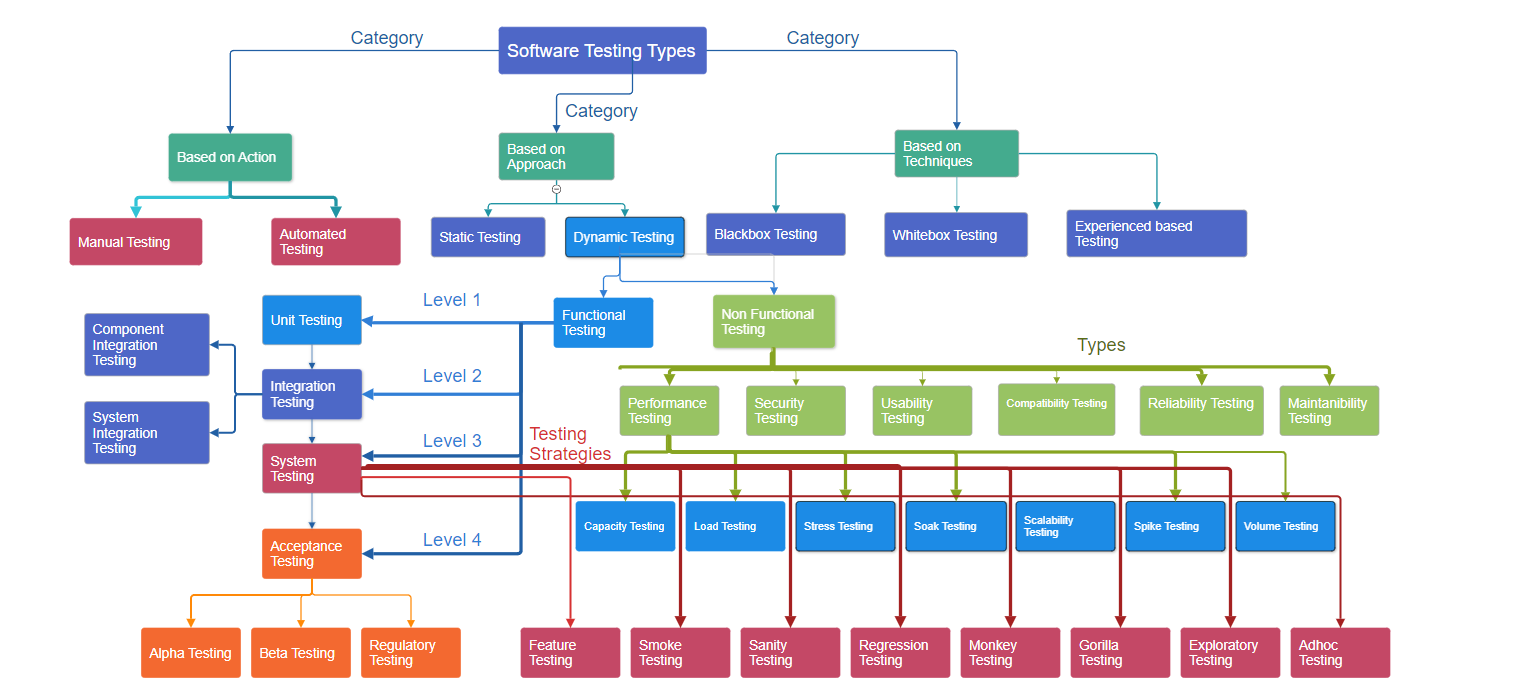 Category
Software Testing Types
Category
Category
Based on Action
Based on
Approach
Based on
Techniques
Manual Testing
Automated
Testing
Static Testing
Dynamic Testing
Blackbox Testing
Whitebox Testing
Experienced based
Testing
Level 1
Unit Testing
Functional
Testing
Non Functional
Testing
Component
Integration
Testing
Types
Level 2
Integration
Testing
Performance
Testing
Security
Testing
Usability
Testing
Compatibility Testing
Reliability Testing
Maintanibility
Testing
System
Integration
Testing
Level 3
Testing
Strategies
System
Testing
Capacity Testing
Load Testing
Stress Testing
Soak Testing
Scalability
Testing
Spike Testing
Volume Testing
Level 4
Acceptance
Testing
Alpha Testing
Beta Testing
Regulatory
Testing
Feature
Testing
Smoke
Testing
Sanity
Testing
Regression
Testing
Monkey
Testing
Gorilla
Testing
Exploratory
Testing
Adhoc
Testing